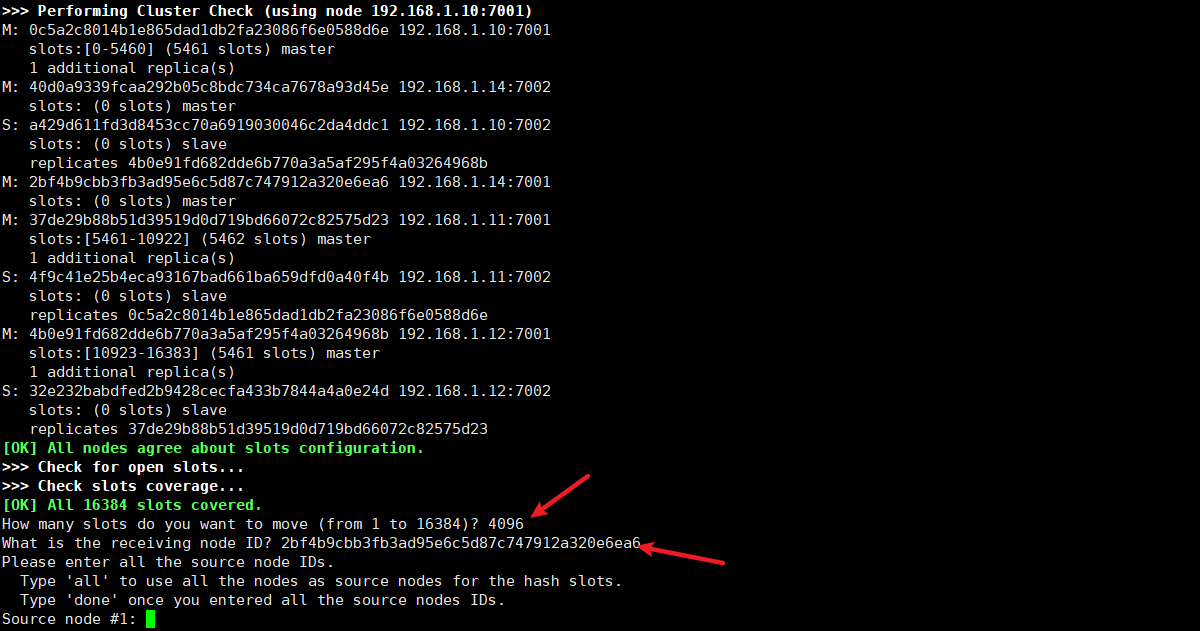 >>> Performing Cluster Check (using node 192.168.1.10:7001)
M: 0c5a2c8014b1e865dad1db2fa23086f6e0588d6e 192.168.1.10:7001
   slots:[0-5460] (5461 slots) master
   1 additional replica(s)
M: 40d0a9339fcaa292b05c8bdc734ca7678a93d45e 192.168.1.14:7002
   slots: (0 slots) master
S: a429d611fd3d8453cc70a6919030046c2da4ddc1 192.168.1.10:7002
   slots: (0 slots) slave
   replicates 4b0e91fd682dde6b770a3a5af295f4a03264968b
M: 2bf4b9cbb3fb3ad95e6c5d87c747912a320e6ea6 192.168.1.14:7001
   slots: (0 slots) master
M: 37de29b88b51d39519d0d719bd66072c82575d23 192.168.1.11:7001
   slots:[5461-10922] (5462 slots) master
   1 additional replica(s)
S: 4f9c41e25b4eca93167bad661ba659dfd0a40f4b 192.168.1.11:7002
   slots: (0 slots) slave
   replicates 0c5a2c8014b1e865dad1db2fa23086f6e0588d6e
M: 4b0e91fd682dde6b770a3a5af295f4a03264968b 192.168.1.12:7001
   slots:[10923-16383] (5461 slots) master
   1 additional replica(s)
S: 32e232babdfed2b9428cecfa433b7844a4a0e24d 192.168.1.12:7002
   slots: (0 slots) slave
   replicates 37de29b88b51d39519d0d719bd66072c82575d23
[OK] All nodes agree about slots configuration.
>>> Check for open slots...
>>> Check slots coverage...
[OK] All 16384 slots covered.
How many slots do you want to move (from 1 to 16384)? 4096
What is the receiving node ID? 2bf4b9cbb3fb3ad95e6c5d87c747912a320e6ea6
Please enter all the source node IDs.
  Type 'all' to use all the nodes as source nodes for the hash slots.
  Type 'done' once you entered all the source nodes IDs.
Source node #1: